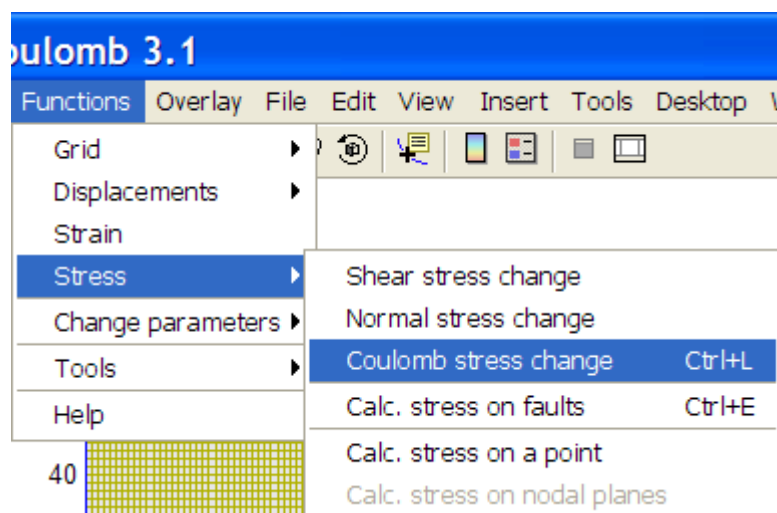 oulomb 3.1
Functions Overlay File Edit View Insert Tools Desktop
Grid
Displacements
Strain
Stress
Change parameters
Tools
Help
Shear stress change
Normal stress change
Coulomb stress change Ctrl+L
Calc. stress on faults Ctrl+E
Calc. stress on a point
Calc. stress on nodal planes
40